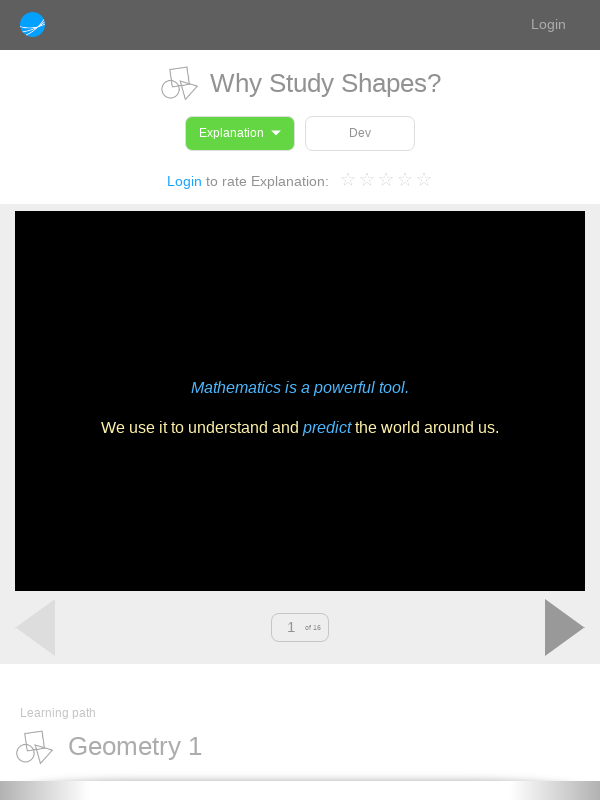 Login
Why Study Shapes?
Explanation
Dev
Login to rate Explanation:
Mathematics is a powerful tool.
We use it to understand and predict the world around us.
1 of 16
Learning path
Geometry 1